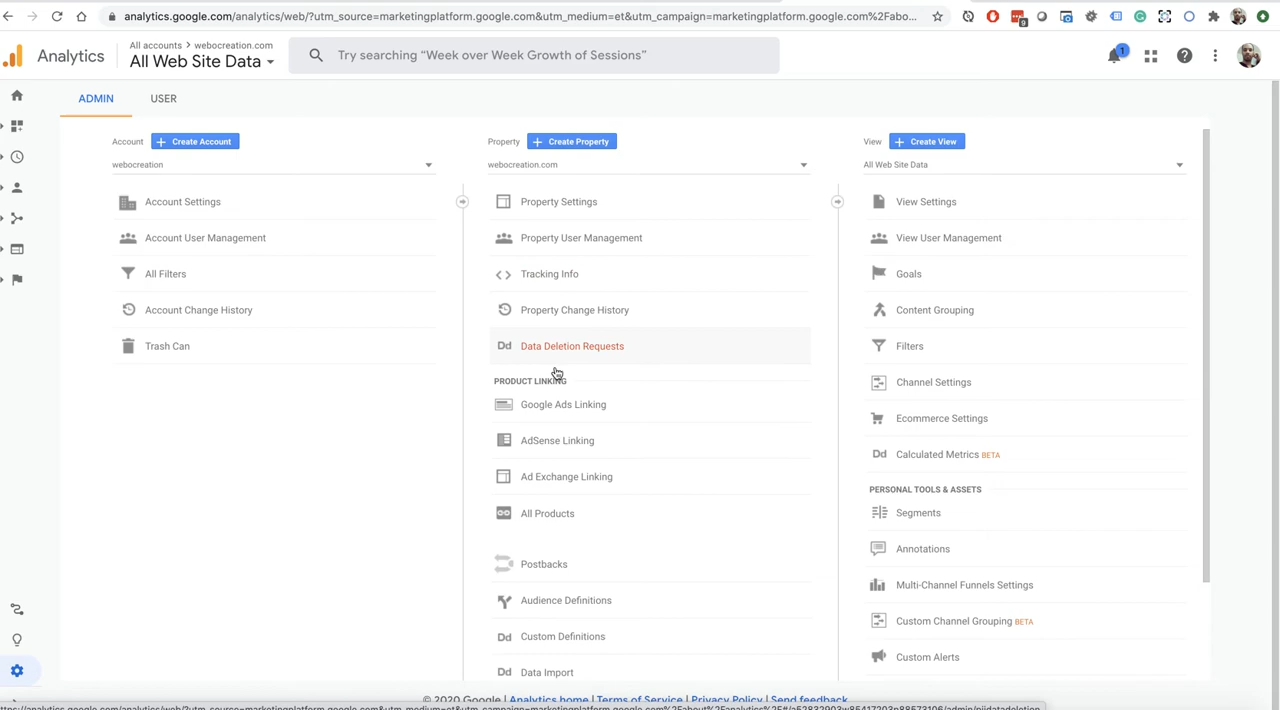 analytics.google.com/analytics/web/?utm_source=marketingplatform.google.com&utm_medium=et&utm_campaign=marketingplatform.google.com%2Fabo...
9
Analytics
All accounts > webocreation.com
All Web Site Data
Try searching “Week over Week Growth of Sessions”
1
ADMIN USER
Account + Create Account
webocreation
Account Settings
Account User Management
All Filters
Account Change History
Trash Can
Property + Create Property
webocreation.com
Property Settings
Property User Management
Tracking Info
Property Change History
Dd Data Deletion Requests
PRODUCT LINKING
Google Ads Linking
AdSense Linking
Ad Exchange Linking
All Products
Postbacks
Audience Definitions
Dd Custom Definitions
Dd Data Import
View + Create View
All Web Site Data
View Settings
View User Management
Goals
Content Grouping
Filters
Channel Settings
Ecommerce Settings
Dd Calculated Metrics BETA
PERSONAL TOOLS & ASSETS
Segments
Annotations
Multi-Channel Funnels Settings
Custom Channel Grouping BETA
Custom Alerts
© 2020 Google | Analytics home | Terms of Service | Privacy Policy | Send feedback